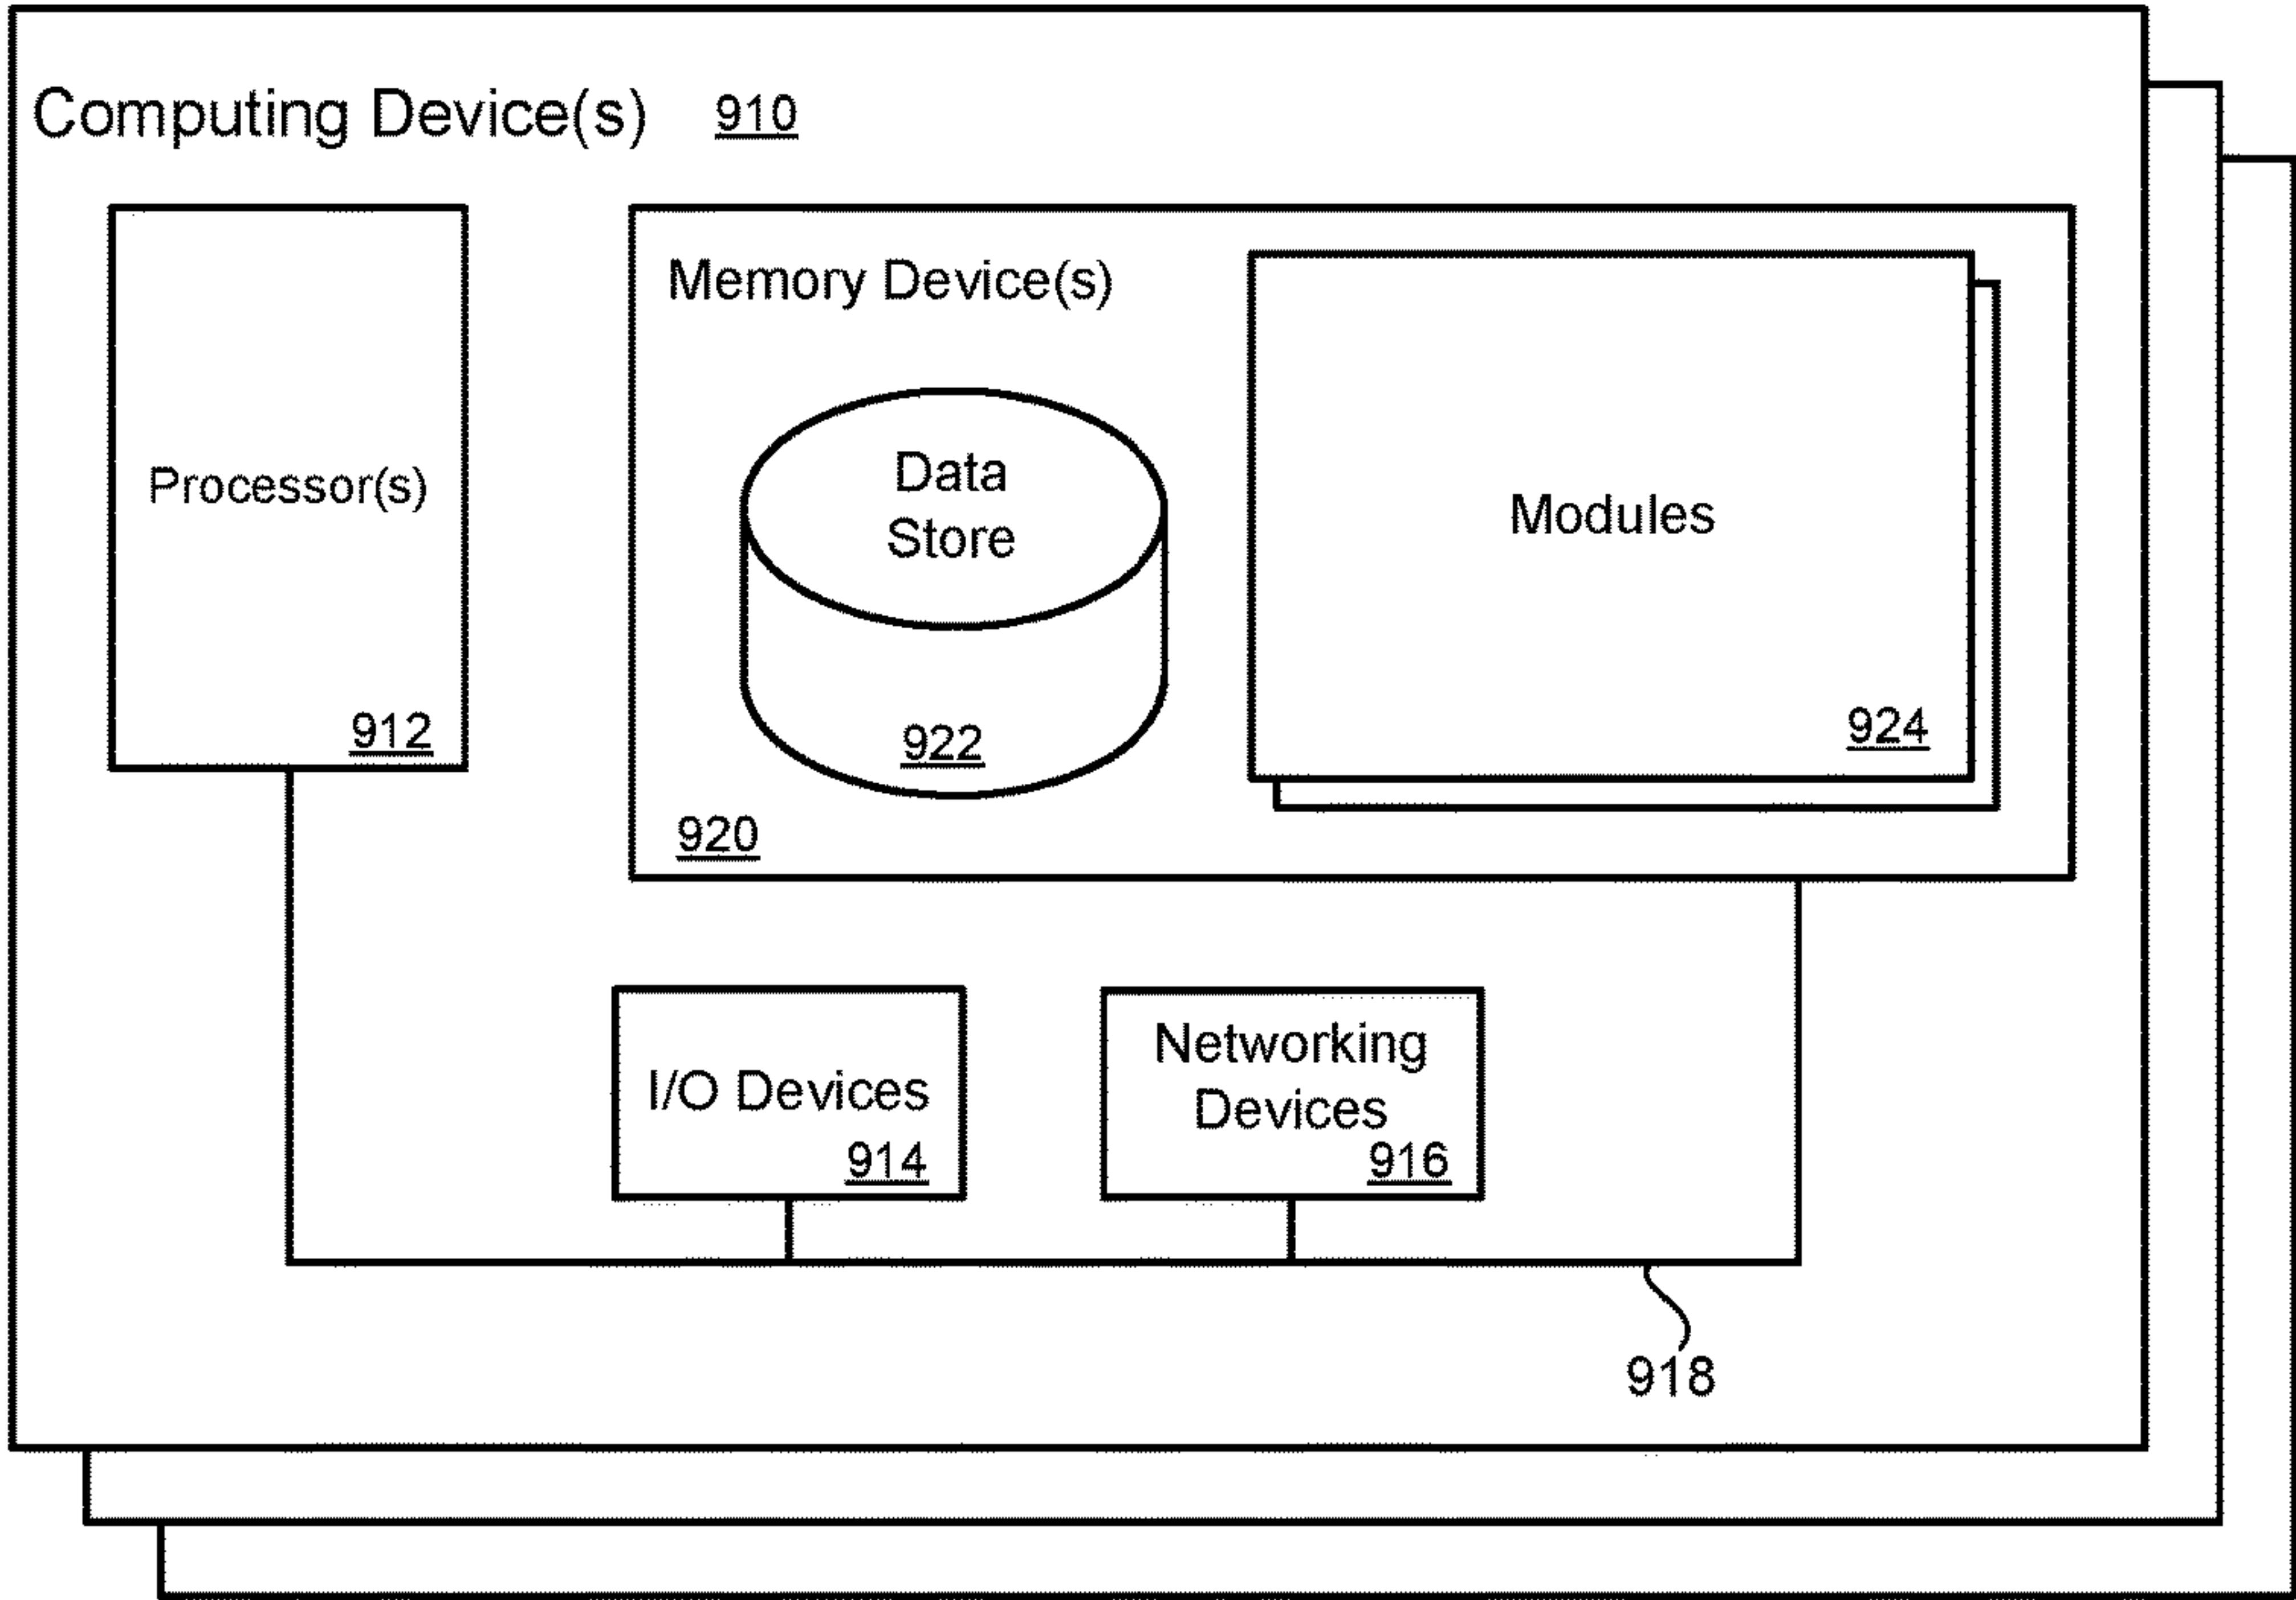 Computing Device(s) 910
Processor(s)
912
Memory Device(s)
Data
Store
922
920
Modules
924
I/O Devices
914
Networking
Devices
916
918